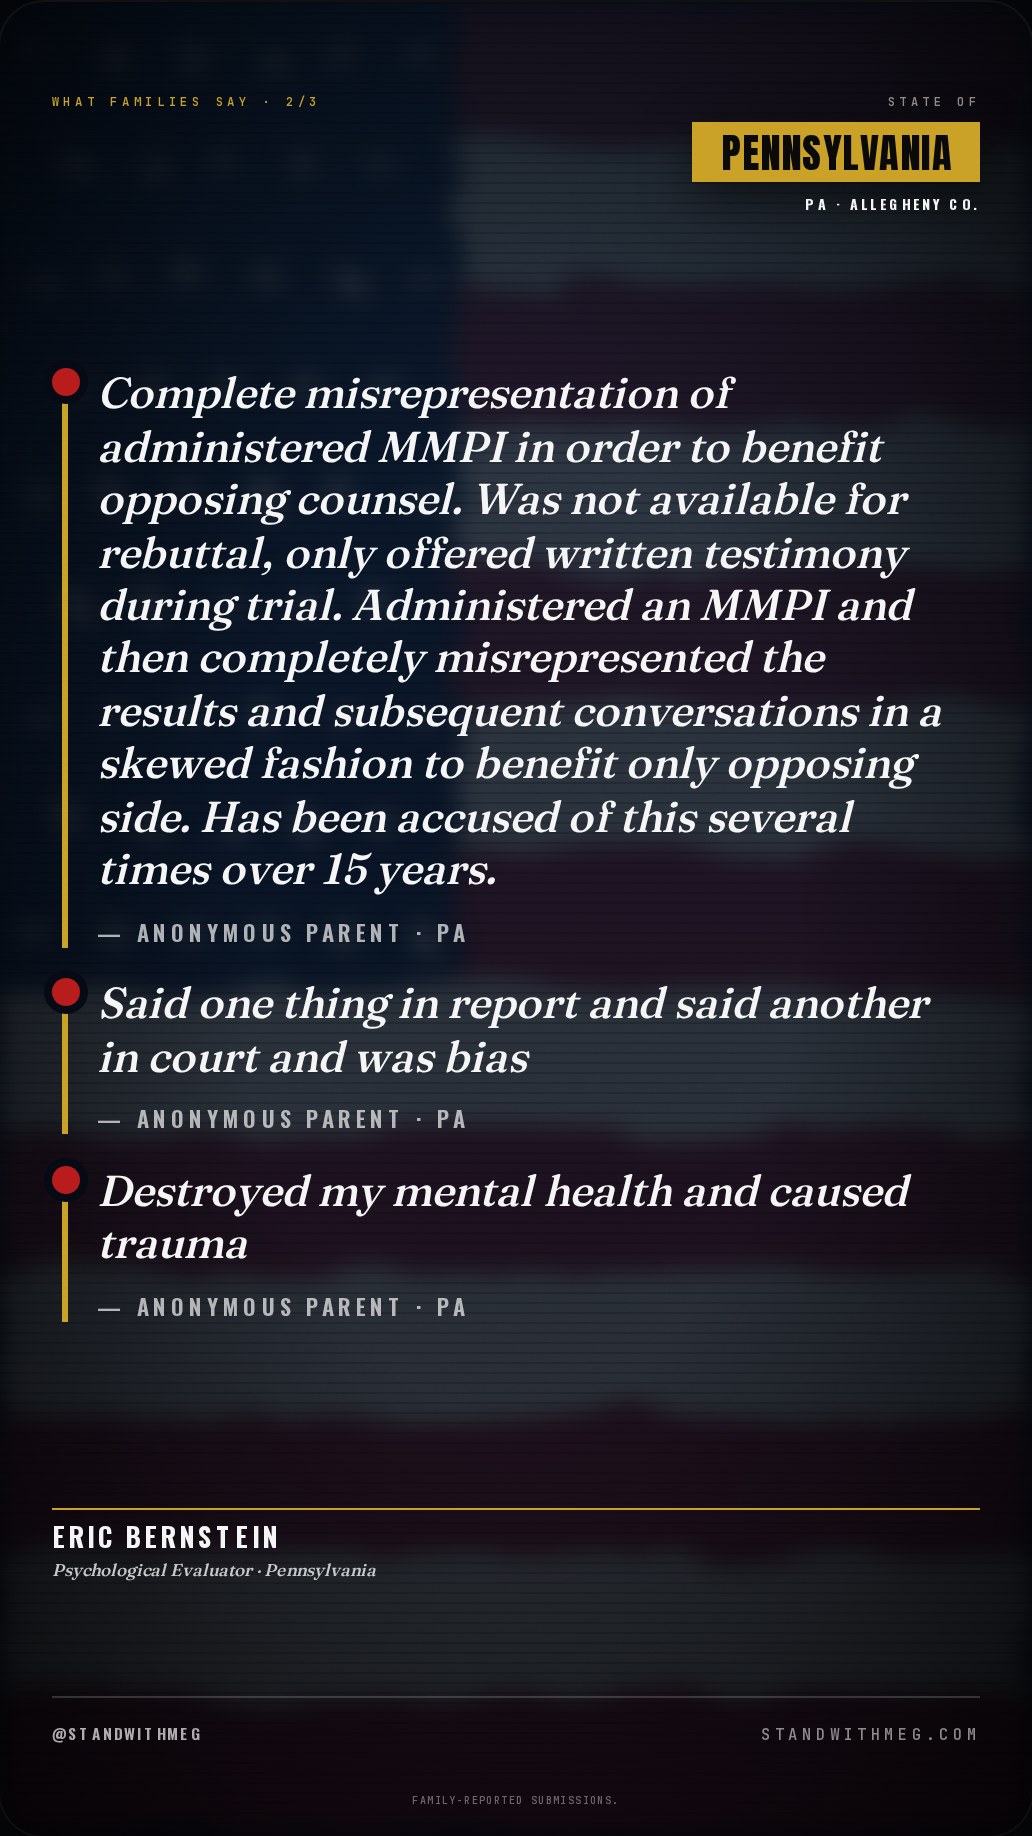 WHAT FAMILIES SAY · 2/3
STATE OF
PENNSYLVANIA
PA · ALLEGHENY CO.
Complete misrepresentation of
administered MMPI in order to benefit
opposing counsel. Was not available for
rebuttal, only offered written testimony
during trial. Administered an MMPI and
then completely misrepresented the
results and subsequent conversations in a
skewed fashion to benefit only opposing
side. Has been accused of this several
times over 15 years.
— ANONYMOUS PARENT · PA
Said one thing in report and said another
in court and was bias
— ANONYMOUS PARENT · PA
Destroyed my mental health and caused
trauma
— ANONYMOUS PARENT · PA
ERIC BERNSTEIN
Psychological Evaluator · Pennsylvania
@STANDWITHMEG
STANDWITHMEG.COM
FAMILY-REPORTED SUBMISSIONS.